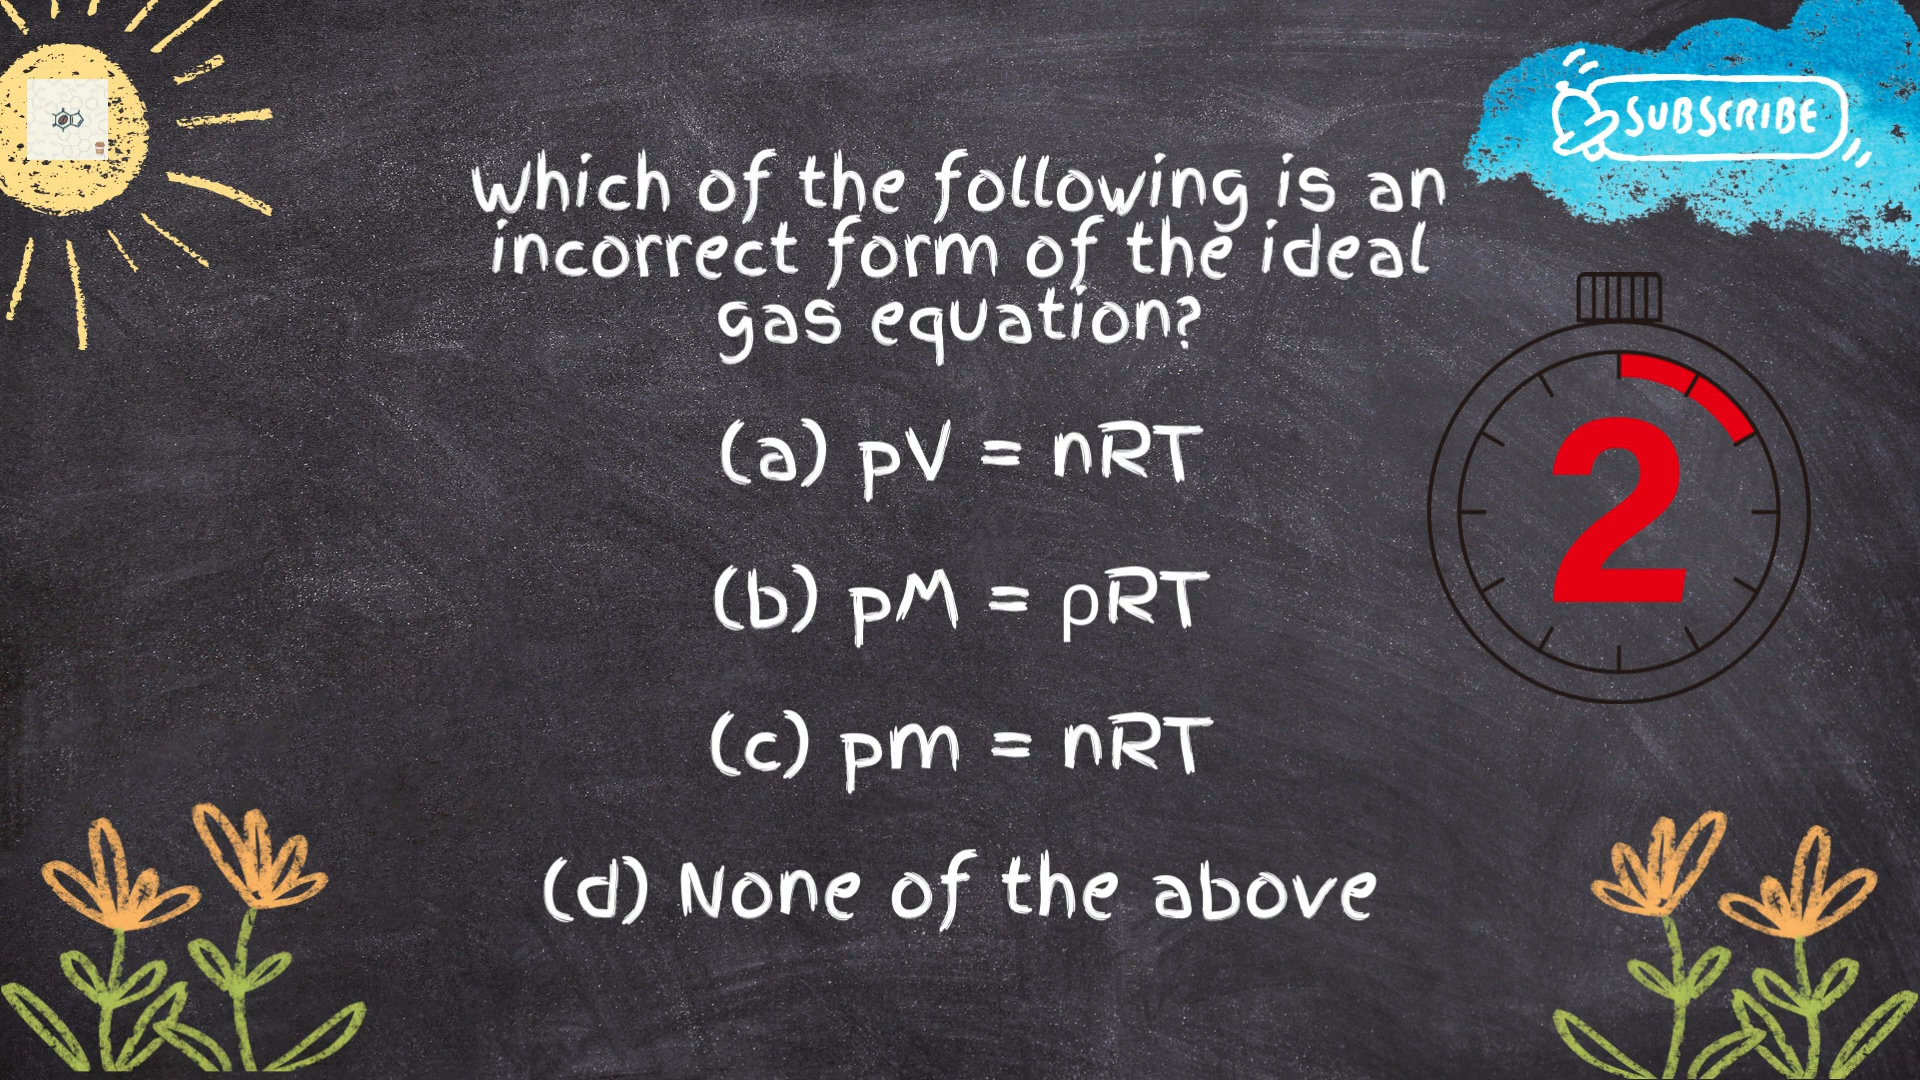 Which of the following is an
incorrect form of the ideal
gas equation?
(a) pV = nRT
(b) pM = ρRT
(c) pm = nRT
(d) None of the above
SUBSCRIBE
2